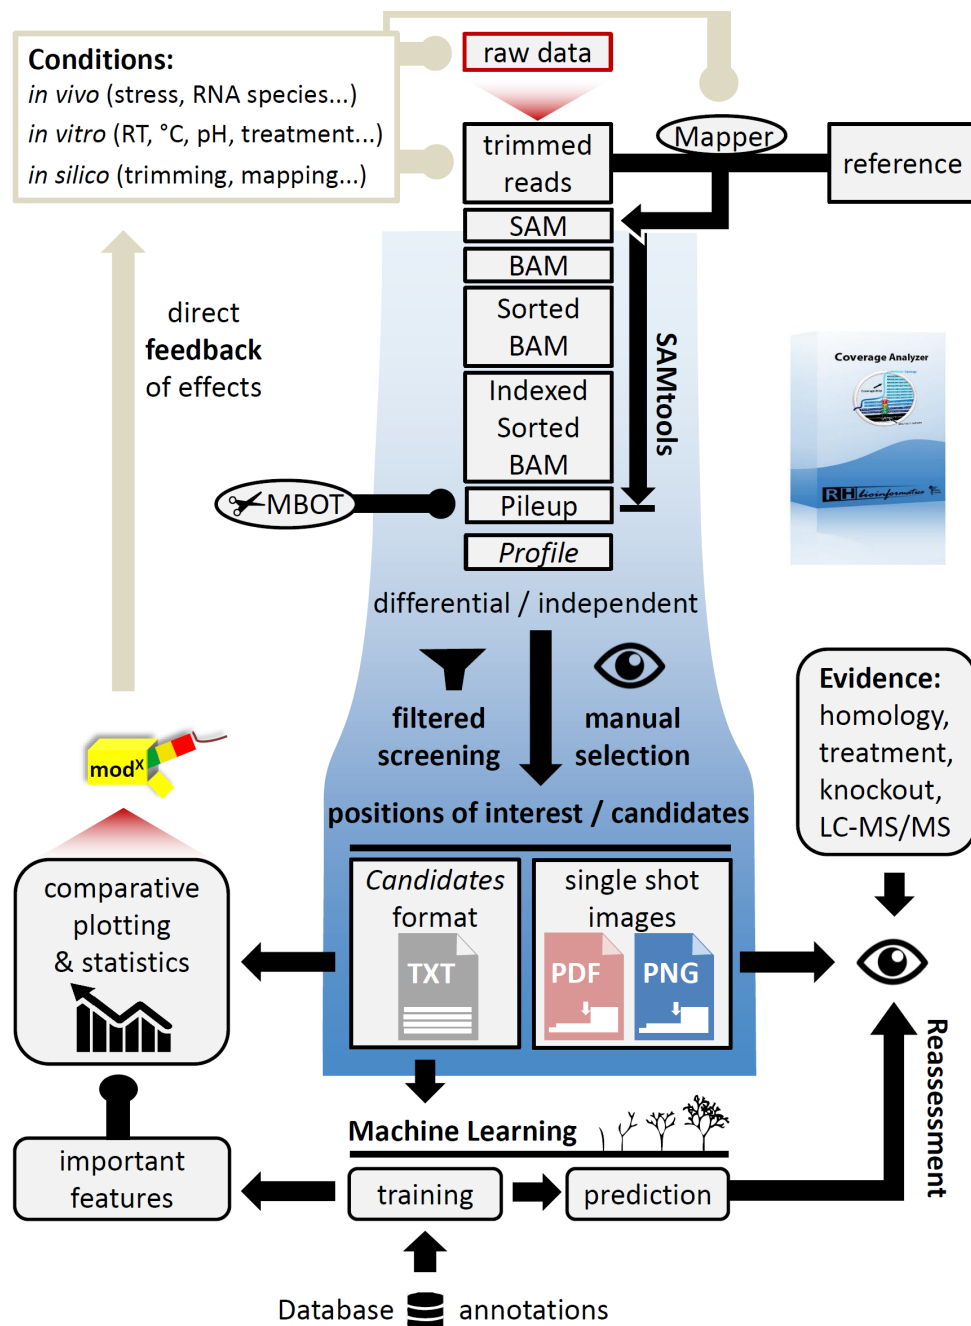 Conditions:
in vivo (stress, RNA species...)
in vitro (RT, °C, pH, treatment...)
in silico (trimming, mapping...)
raw data
trimmed
reads
Mapper
reference
SAM
BAM
Sorted
BAM
Indexed
Sorted
BAM
SAMtools
Pileup
MBOT
Profile
direct
feedback
of effects
Coverage Analyzer
RH bioinformatics
differential / independent
filtered
screening
manual
selection
positions of interest / candidates
Evidence:
homology,
treatment,
knockout,
LC-MS/MS
modX
comparative
plotting
& statistics
Candidates
format
TXT
single shot
images
PDF
PNG
Reassessment
Machine Learning
important
features
training
prediction
Database
annotations